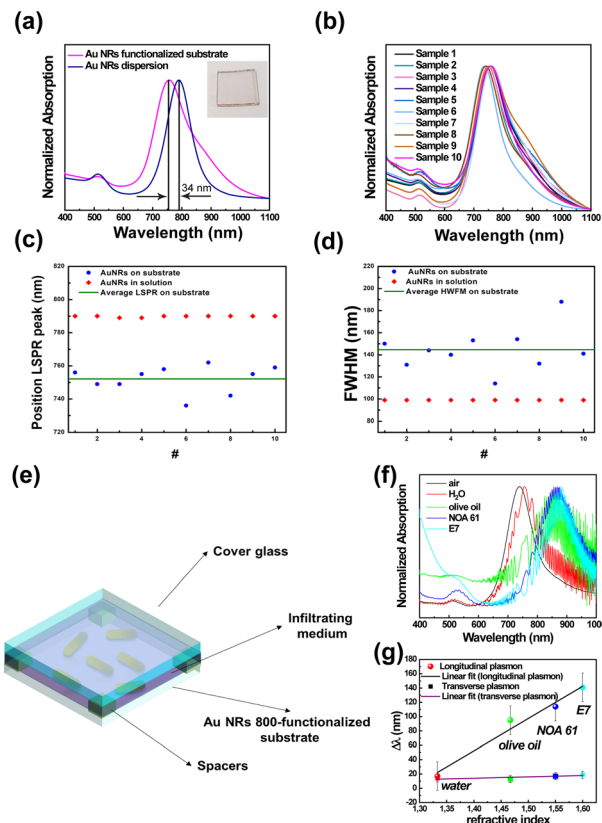 (a)
Au NRs functionalized substrate
Au NRs dispersion
Normalized Absorption
34 nm
400 500 600 700 800 900 1000 1100
Wavelength (nm)
(b)
Sample 1
Sample 2
Sample 3
Sample 4
Sample 5
Sample 6
Sample 7
Sample 8
Sample 9
Sample 10
Normalized Absorption
400 500 600 700 800 900 1000 1100
Wavelength (nm)
(c)
AuNRs on substrate
AuNRs in solution
Average LSPR on substrate
Position LSPR peak (nm)
820
800
780
760
740
720
2 4 6 8 10
#
(d)
AuNRs on substrate
AuNRs in solution
Average HWFM on substrate
FWHM (nm)
220
200
180
160
140
120
100
80
2 4 6 8 10
#
(e)
Cover glass
Infiltrating
medium
Au NRs 800-functionalized
substrate
Spacers
(f)
air
H2O
olive oil
NOA 61
E7
Normalized Absorption
400 500 600 700 800 900 1000
Wavelength (nm)
(g)
Longitudinal plasmon
Linear fit (longitudinal plasmon)
Transverse plasmon
Linear fit (transverse plasmon)
Δλ (nm)
200
180
160
140
120
100
80
60
40
20
0
-20
water
olive oil
NOA 61
E7
1,30 1,35 1,40 1,45 1,50 1,55 1,60
refractive index